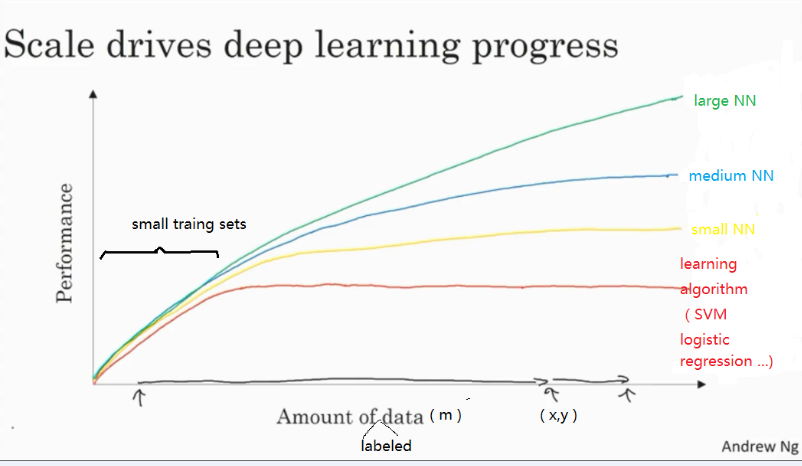 Scale drives deep learning progress
large NN
medium NN
small traing sets
small NN
Performance
learning
algorithm
( SVM
logistic
regression ...)
Amount of data ( m )
( x,y )
labeled
Andrew Ng